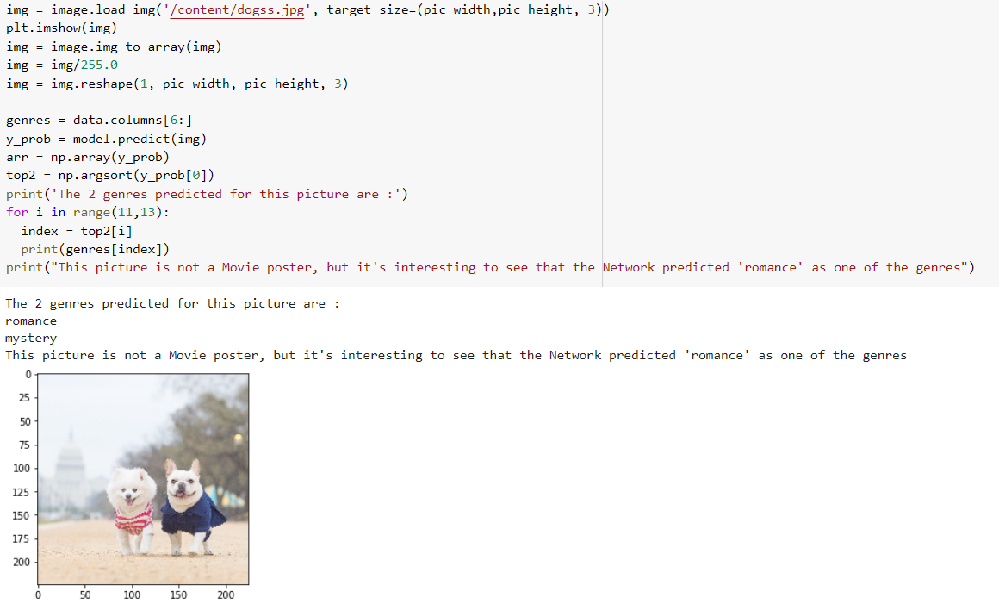 img = image.load_img('/content/dogss.jpg', target_size=(pic_width,pic_height, 3))
plt.imshow(img)
img = image.img_to_array(img)
img = img/255.0
img = img.reshape(1, pic_width, pic_height, 3)
genres = data.columns[6:]
y_prob = model.predict(img)
arr = np.array(y_prob)
top2 = np.argsort(y_prob[0])
print('The 2 genres predicted for this picture are :')
for i in range(11,13):
  index = top2[i]
  print(genres[index])
print("This picture is not a Movie poster, but it's interesting to see that the Network predicted 'romance' as one of the genres")
The 2 genres predicted for this picture are :
romance
mystery
This picture is not a Movie poster, but it's interesting to see that the Network predicted 'romance' as one of the genres
0
25
50
75
100
125
150
175
200
0 50 100 150 200